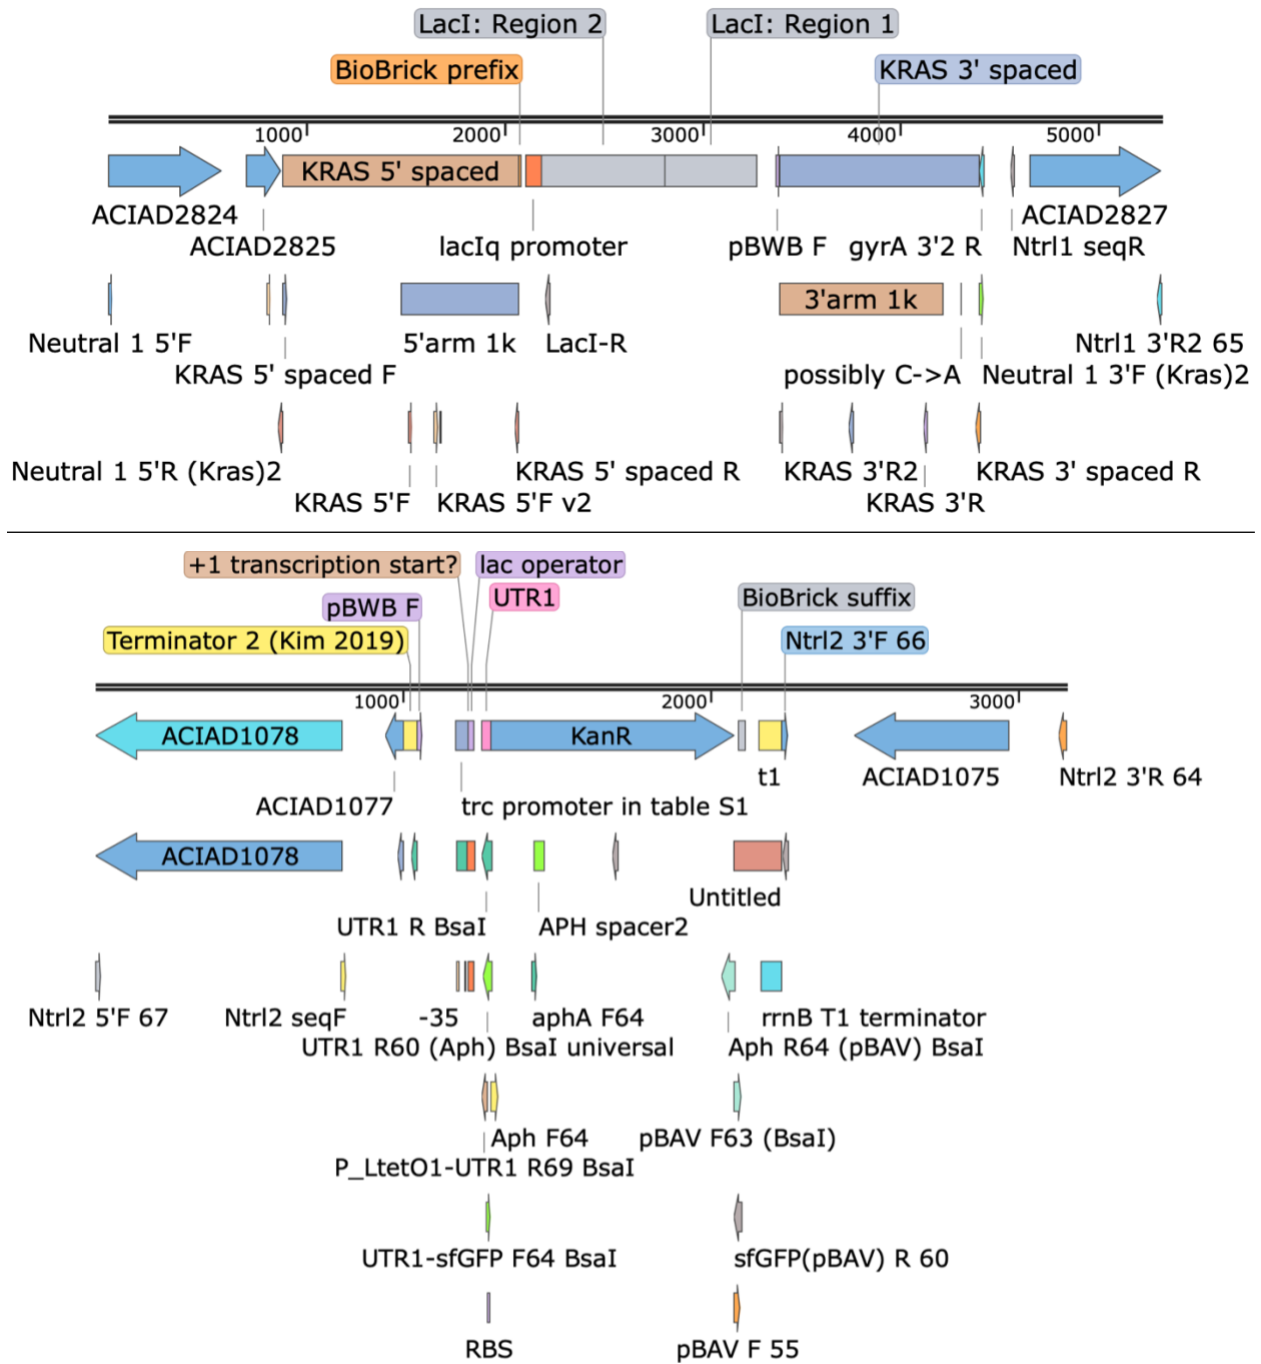 LacI: Region 2
LacI: Region 1
BioBrick prefix
KRAS 3' spaced
1000
2000
3000
4000
5000
KRAS 5' spaced
ACIAD2824
ACIAD2827
ACIAD2825
lacIq promoter
pBWB F
gyrA 3'2 R
Ntrl1 seqR
3'arm 1k
Neutral 1 5'F
5'arm 1k
LacI-R
Ntrl1 3'R2 65
KRAS 5' spaced F
possibly C->A
Neutral 1 3'F (Kras)2
Neutral 1 5'R (Kras)2
KRAS 5' spaced R
KRAS 3'R2
KRAS 3' spaced R
KRAS 5'F
KRAS 5'F v2
KRAS 3'R
+1 transcription start?
lac operator
pBWB F
UTR1
BioBrick suffix
Terminator 2 (Kim 2019)
Ntrl2 3'F 66
1000
2000
3000
ACIAD1078
KanR
t1
ACIAD1075
Ntrl2 3'R 64
ACIAD1077
trc promoter in table S1
ACIAD1078
Untitled
UTR1 R BsaI
APH spacer2
Ntrl2 5'F 67
Ntrl2 seqF
-35
aphA F64
rrnB T1 terminator
UTR1 R60 (Aph) BsaI universal
Aph R64 (pBAV) BsaI
Aph F64
pBAV F63 (BsaI)
P_LtetO1-UTR1 R69 BsaI
UTR1-sfGFP F64 BsaI
sfGFP(pBAV) R 60
RBS
pBAV F 55